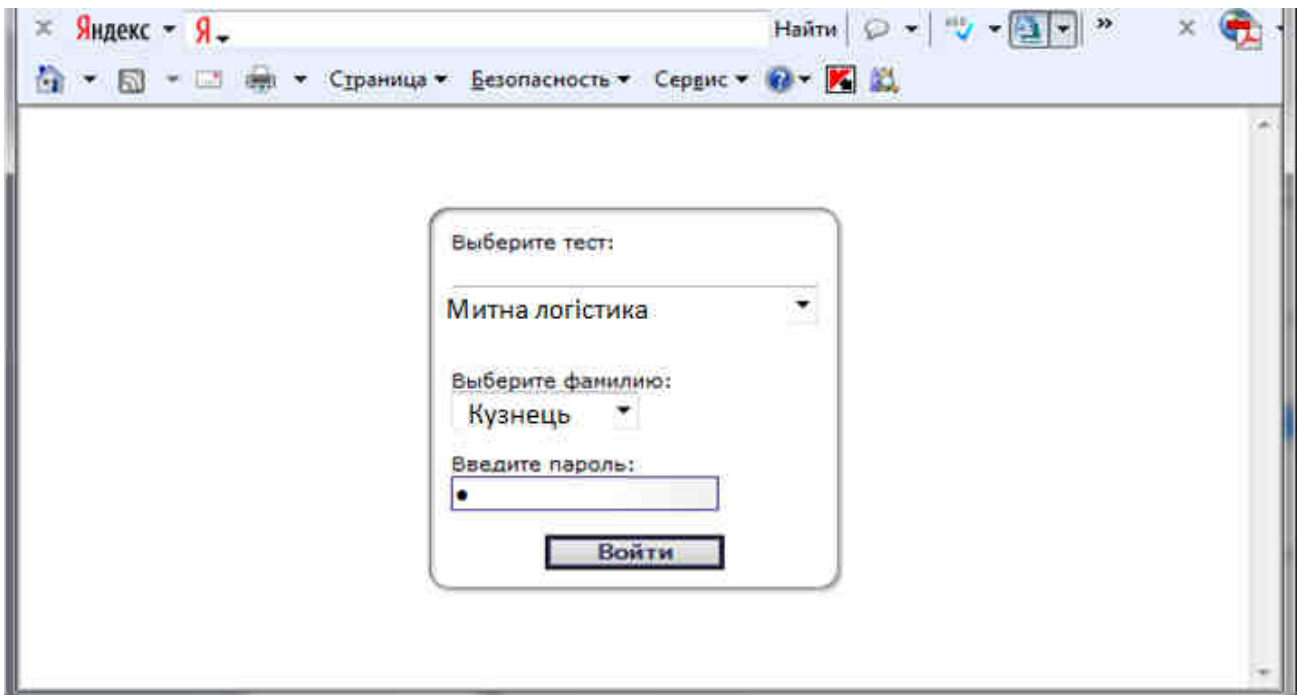 Яндекс Я Найти »
Страница Безопасность Сервис
Выберите тест:
Митна логістика
Выберите фамилию:
Кузнець
Введите пароль:
Войти